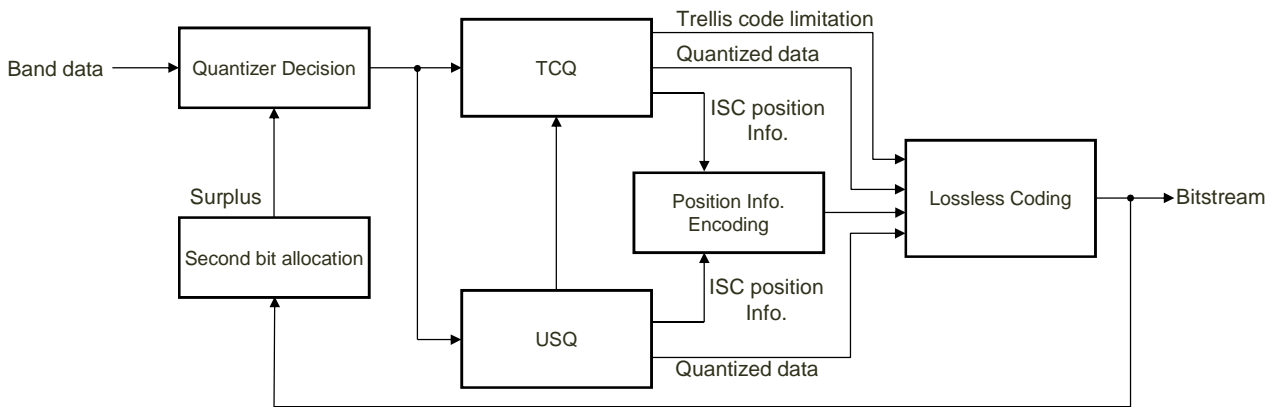 Trellis code limitation
Quantized data
Band data
Quantizer Decision
TCQ
ISC position
Info.
Surplus
Position Info.
Encoding
Lossless Coding
Bitstream
Second bit allocation
ISC position
Info.
USQ
Quantized data